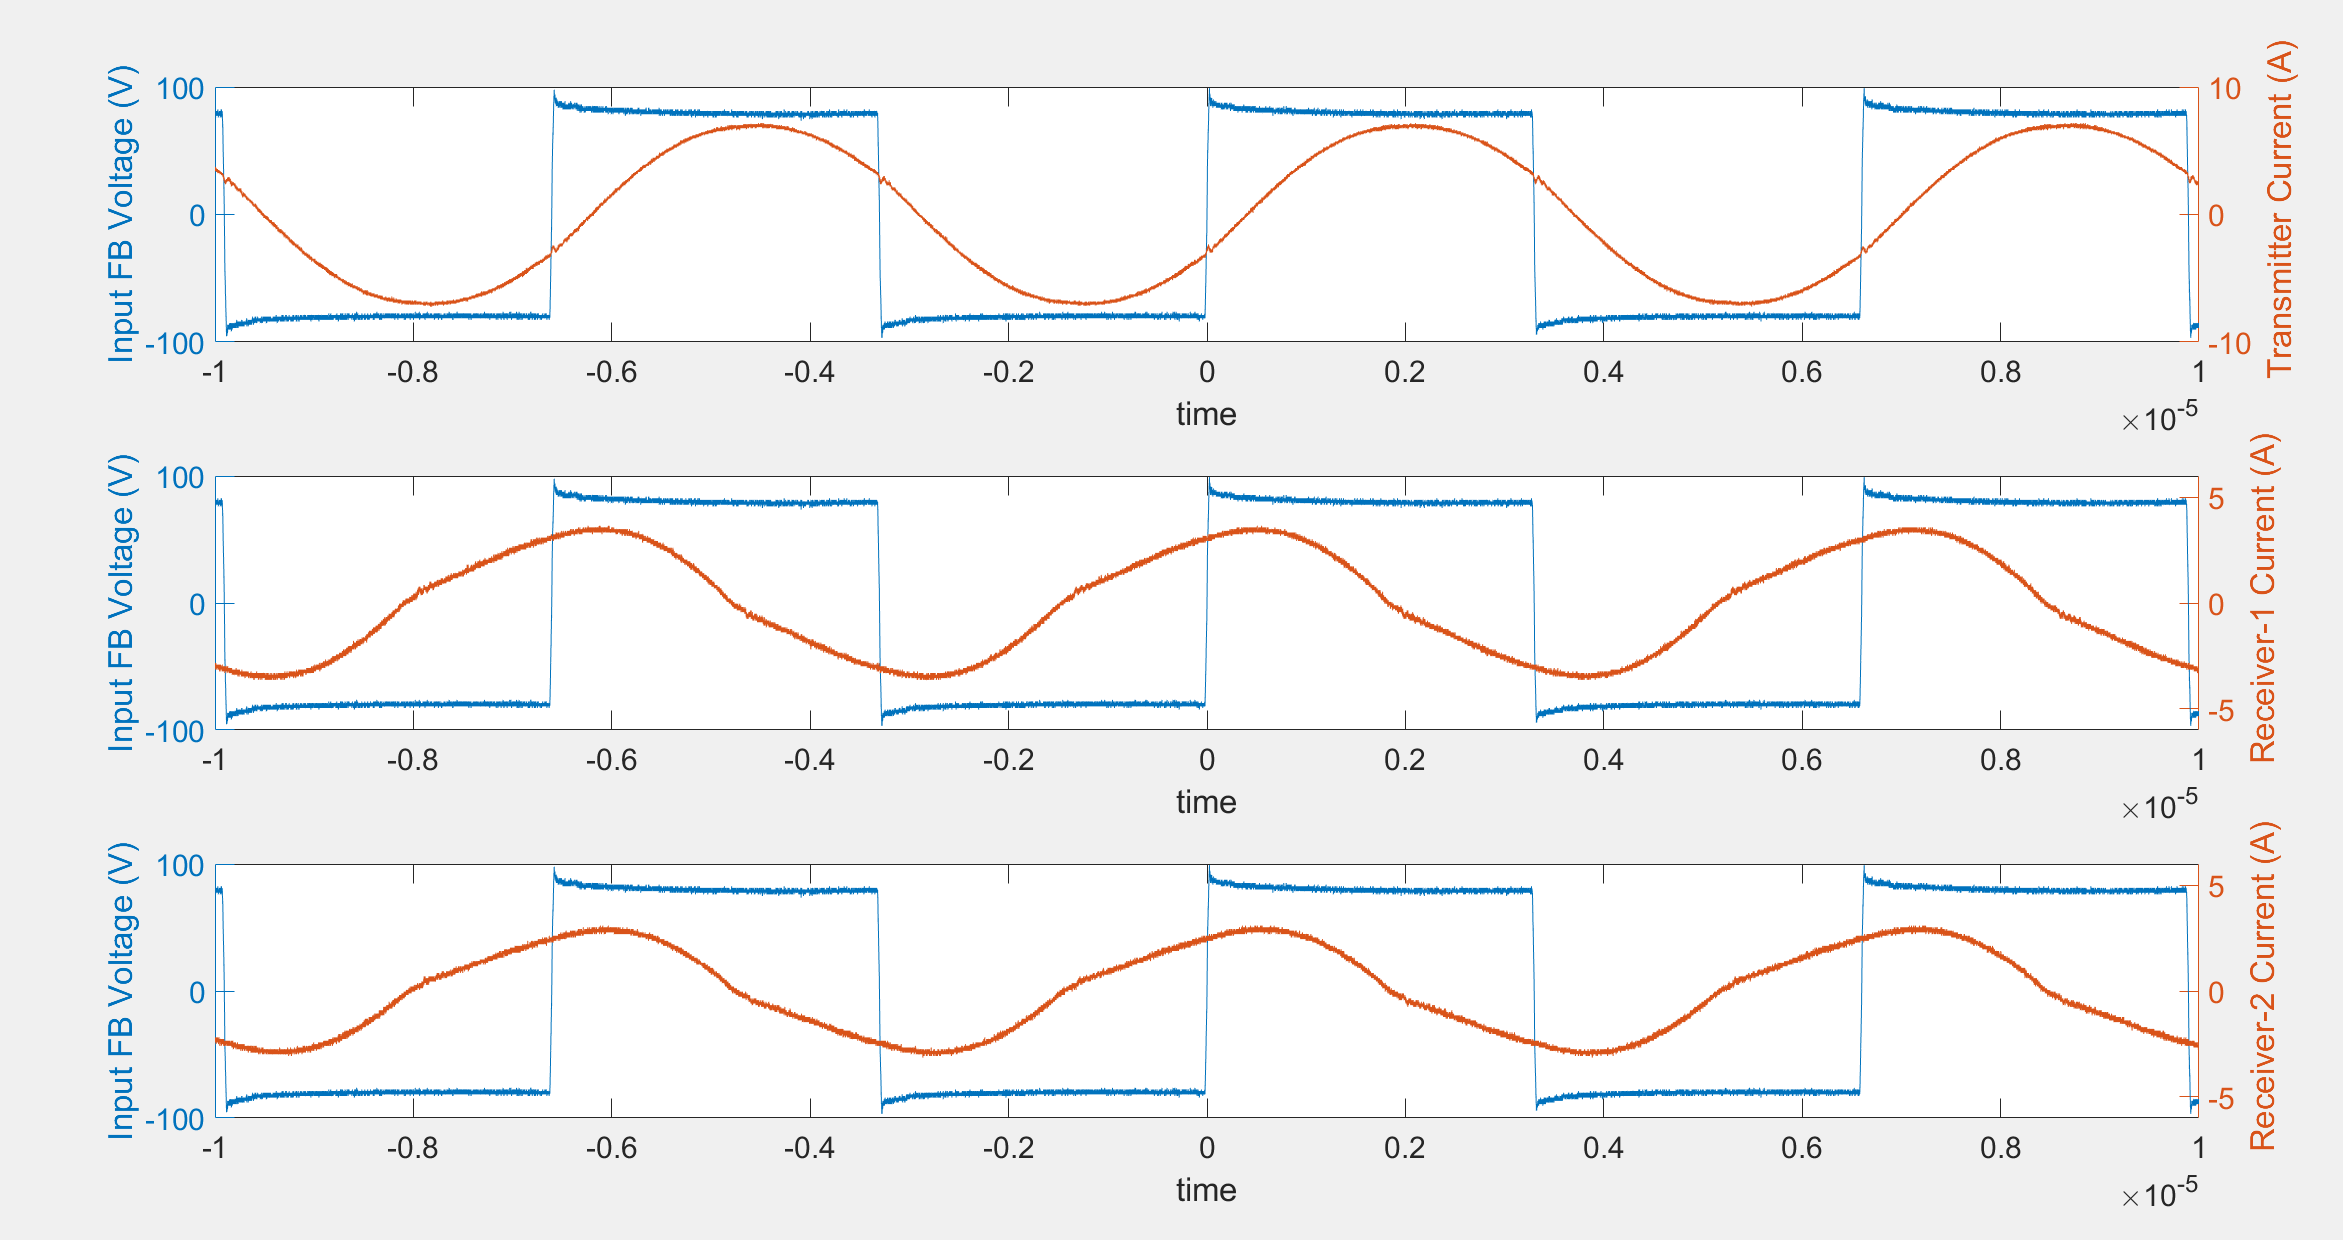 Input FB Voltage (V)
100
0
-100
10
0
-10
Transmitter Current (A)
-1 -0.8 -0.6 -0.4 -0.2 0 0.2 0.4 0.6 0.8 1
time
×10-5
Input FB Voltage (V)
100
0
-100
5
0
-5
Receiver-1 Current (A)
-1 -0.8 -0.6 -0.4 -0.2 0 0.2 0.4 0.6 0.8 1
time
×10-5
Input FB Voltage (V)
100
0
-100
5
0
-5
Receiver-2 Current (A)
-1 -0.8 -0.6 -0.4 -0.2 0 0.2 0.4 0.6 0.8 1
time
×10-5